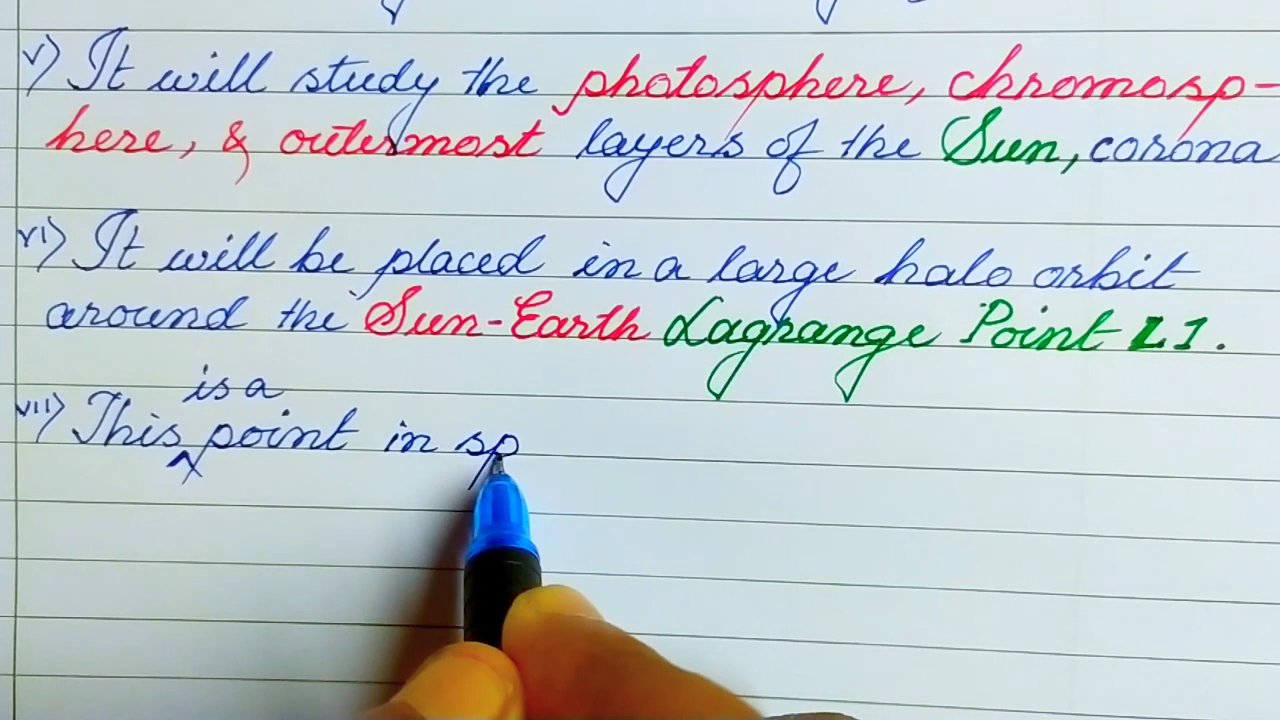 v) It will study the photosphere, chromosp-
here, & outermost layers of the Sun, corona
vi) It will be placed in a large halo orbit
around the Sun-Earth Lagrange Point L1.
is a
vii) This ^ point in sp